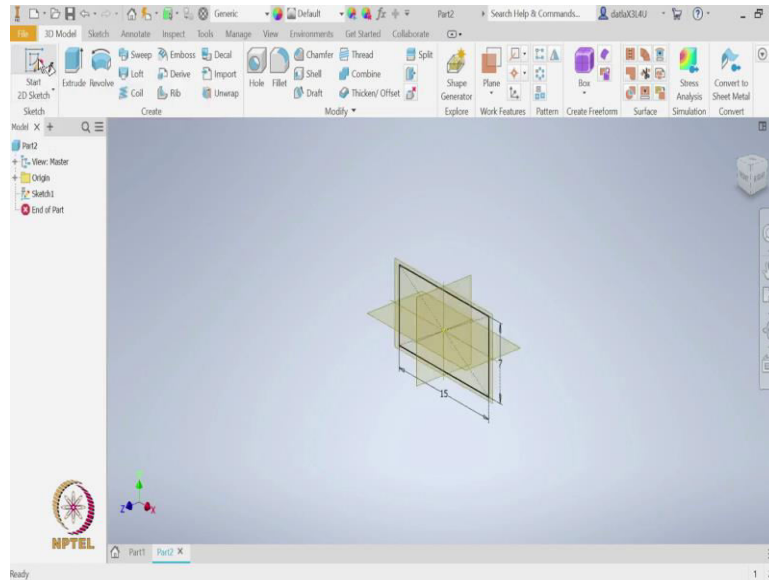 Generic Default fx Part2 Search Help & Commands... datlaX3L4U ?
File 3D Model Sketch Annotate Inspect Tools Manage View Environments Get Started Collaborate
Start 2D Sketch
Extrude Revolve
Sweep Emboss Decal
Loft Derive Import
Coil Rib Unwrap
Hole Fillet
Chamfer Thread Split
Shell Combine
Draft Thicken/ Offset
Shape Generator
Plane
Box
Stress Analysis
Convert to Sheet Metal
Sketch Create Modify Explore Work Features Pattern Create Freeform Surface Simulation Convert
Model X +
Part2
View: Master
Origin
Sketch1
End of Part
7
15
Y
Z X
NPTEL
Part1 Part2 X
Ready 1